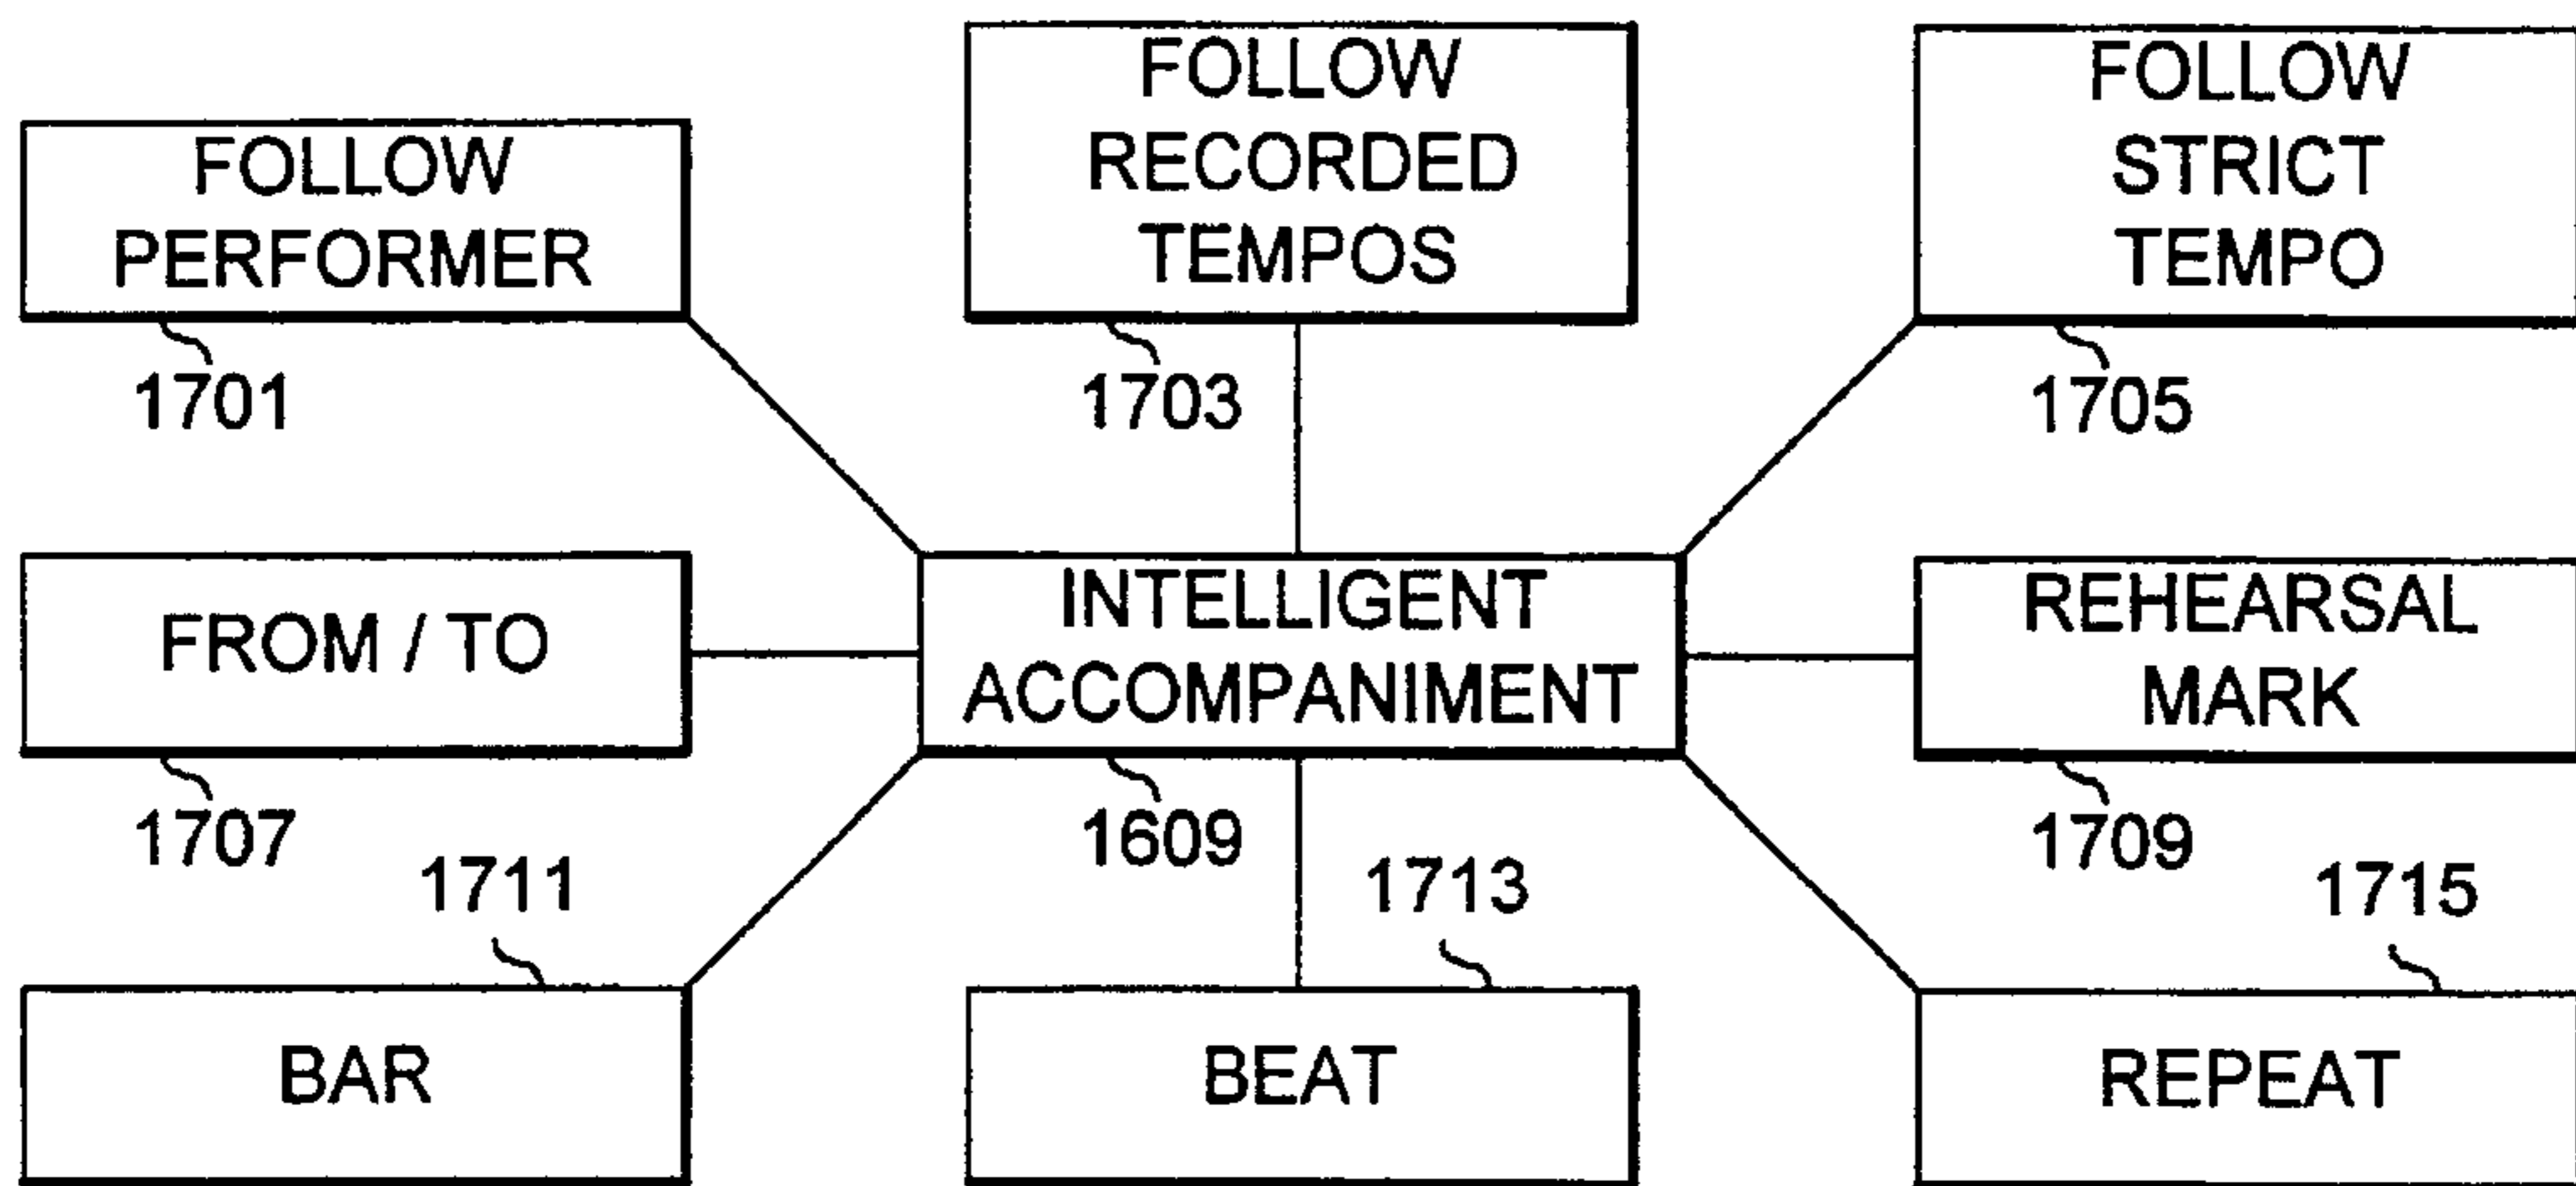 FOLLOW
PERFORMER
1701
FOLLOW
RECORDED
TEMPOS
1703
FOLLOW
STRICT
TEMPO
1705
FROM / TO
1707
INTELLIGENT
ACCOMPANIMENT
1609
REHEARSAL
MARK
1709
1711
BAR
1713
BEAT
1715
REPEAT